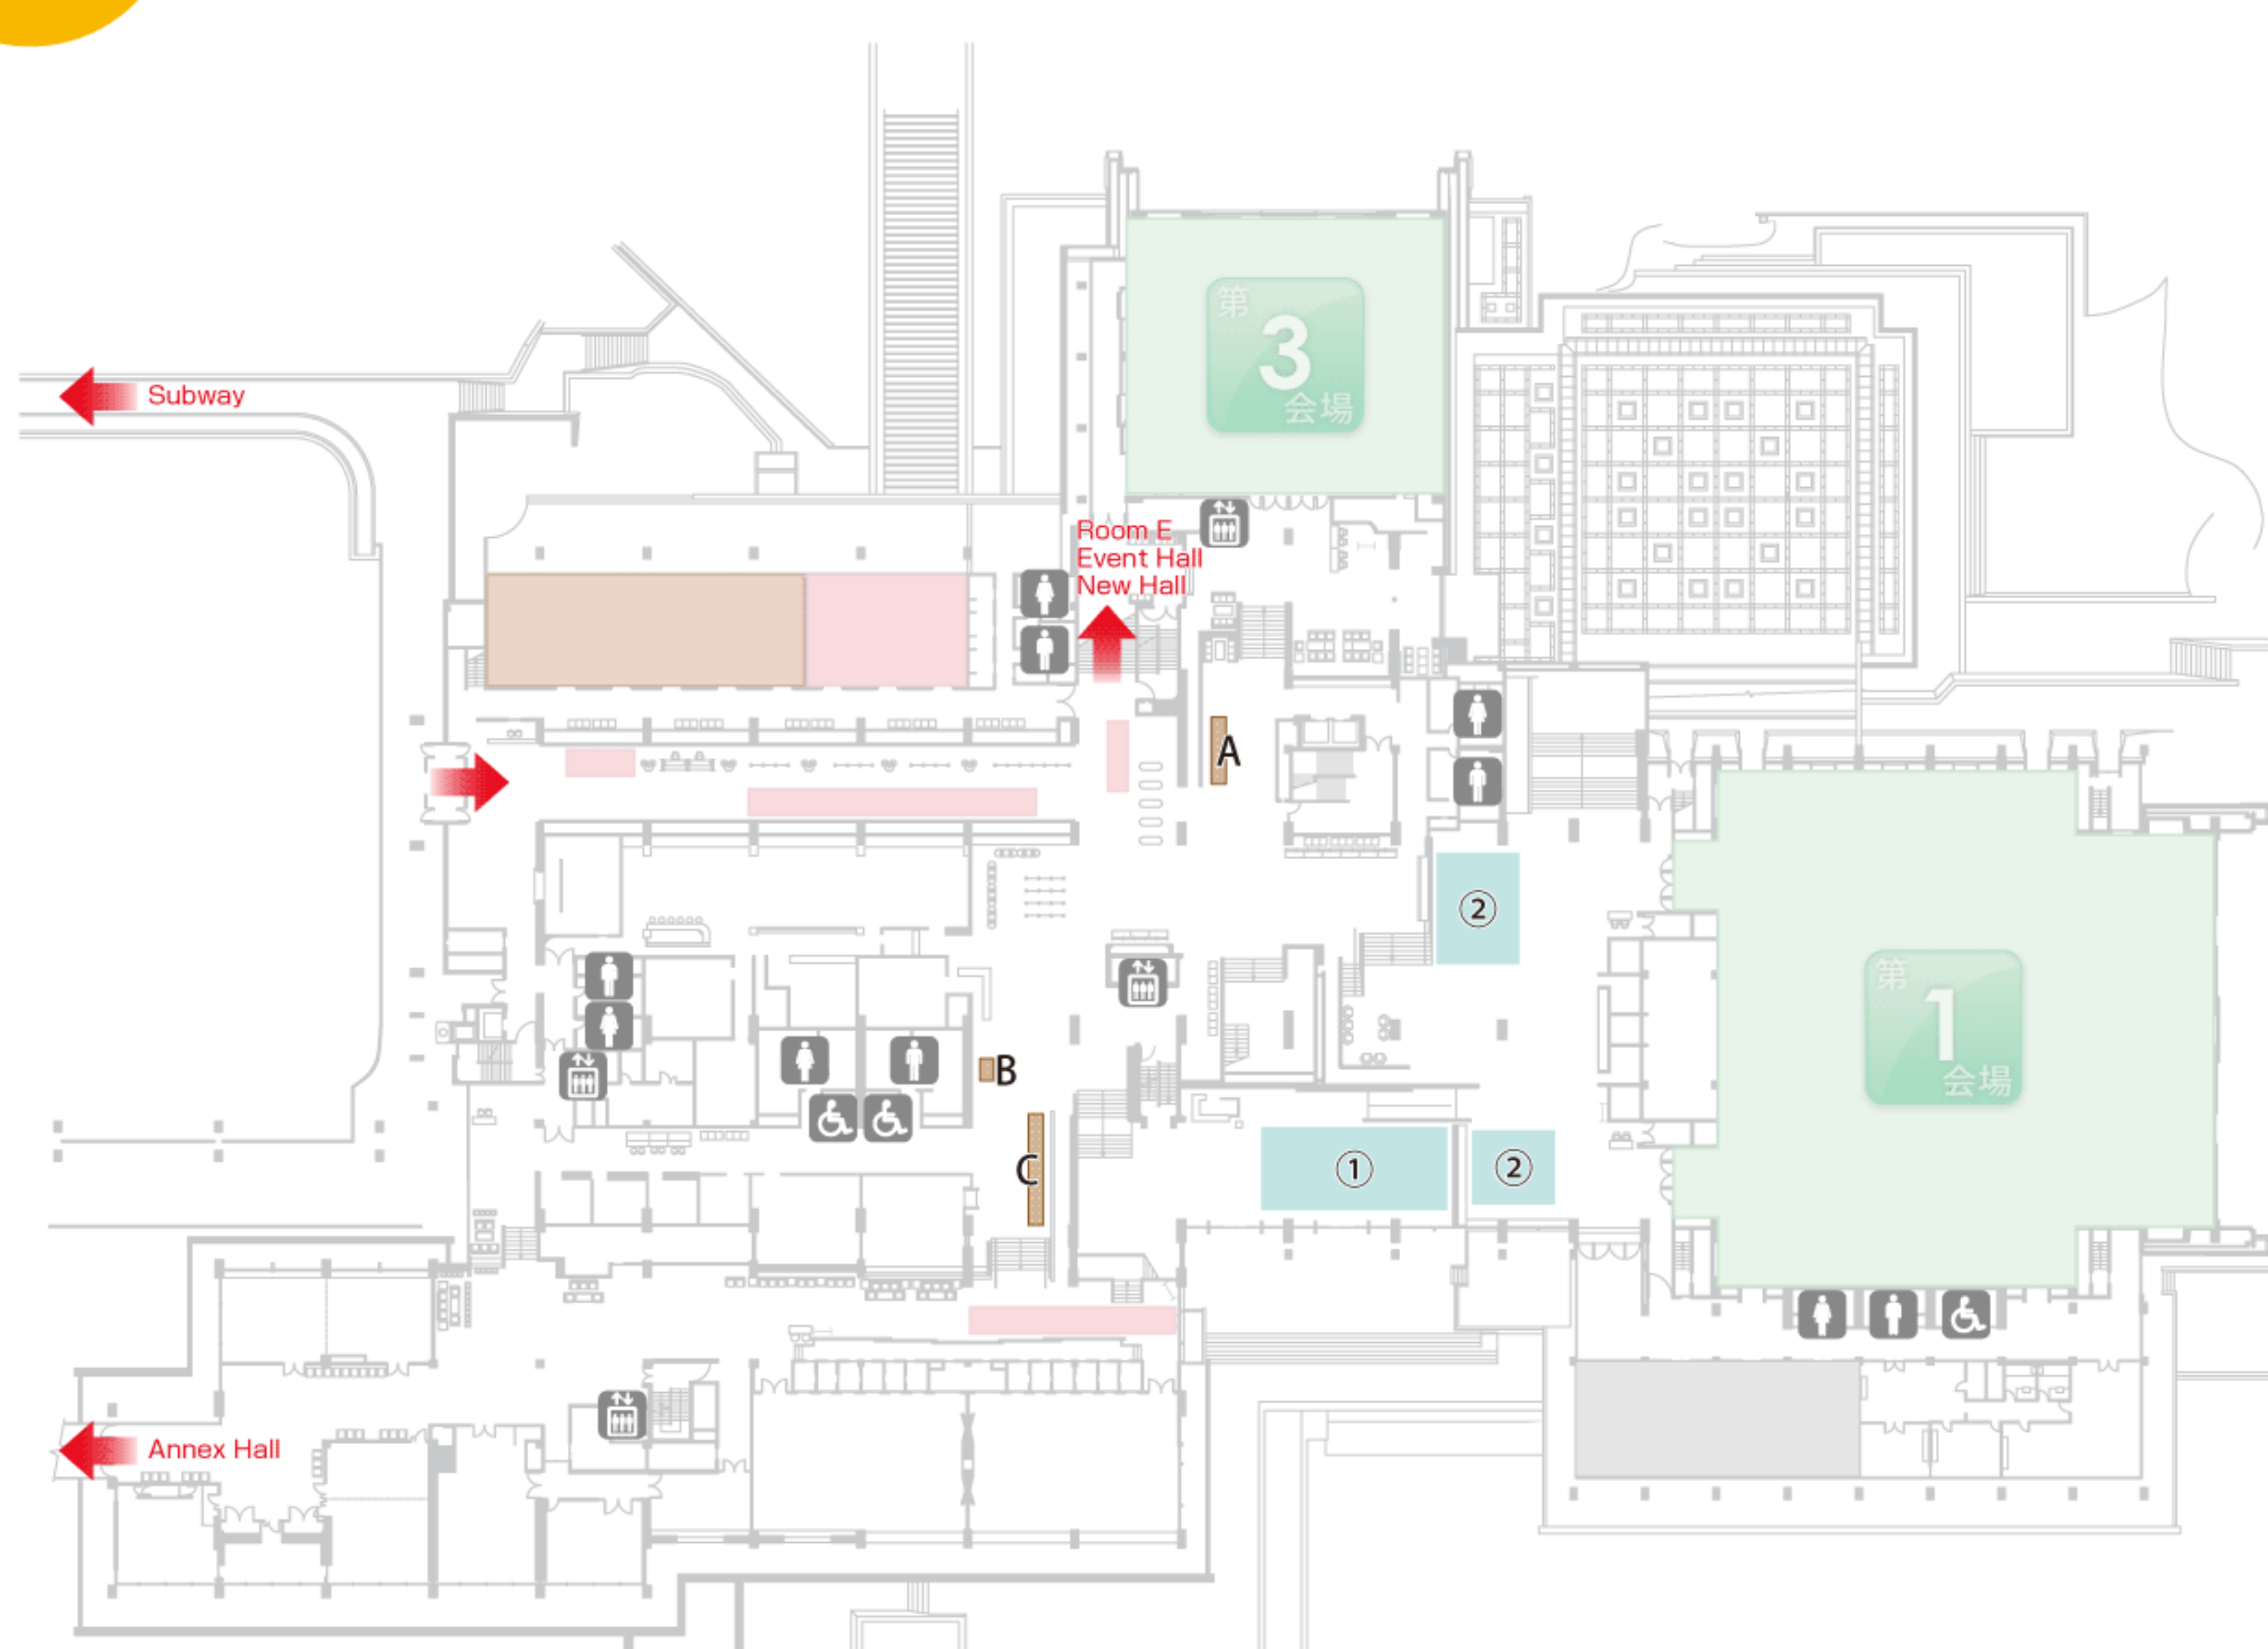 第
3
会場
Subway
Room E
Event Hall
New Hall
A
②
第
1
会場
B
C
①
②
Annex Hall